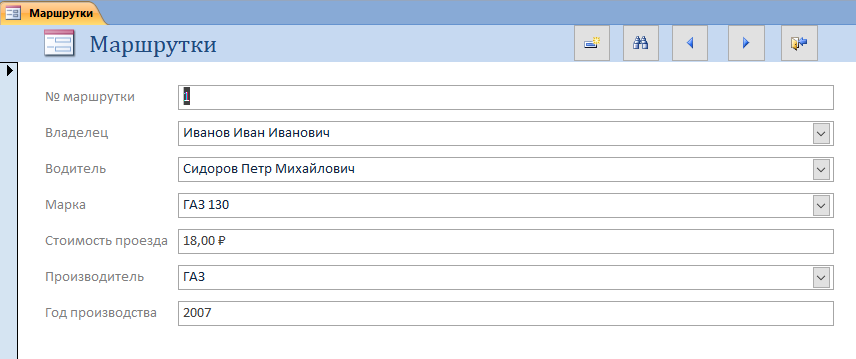 Маршрутки
Маршрутки
№ маршрутки 1
Владелец Иванов Иван Иванович
Водитель Сидоров Петр Михайлович
Марка ГАЗ 130
Стоимость проезда 18,00 ₽
Производитель ГАЗ
Год производства 2007